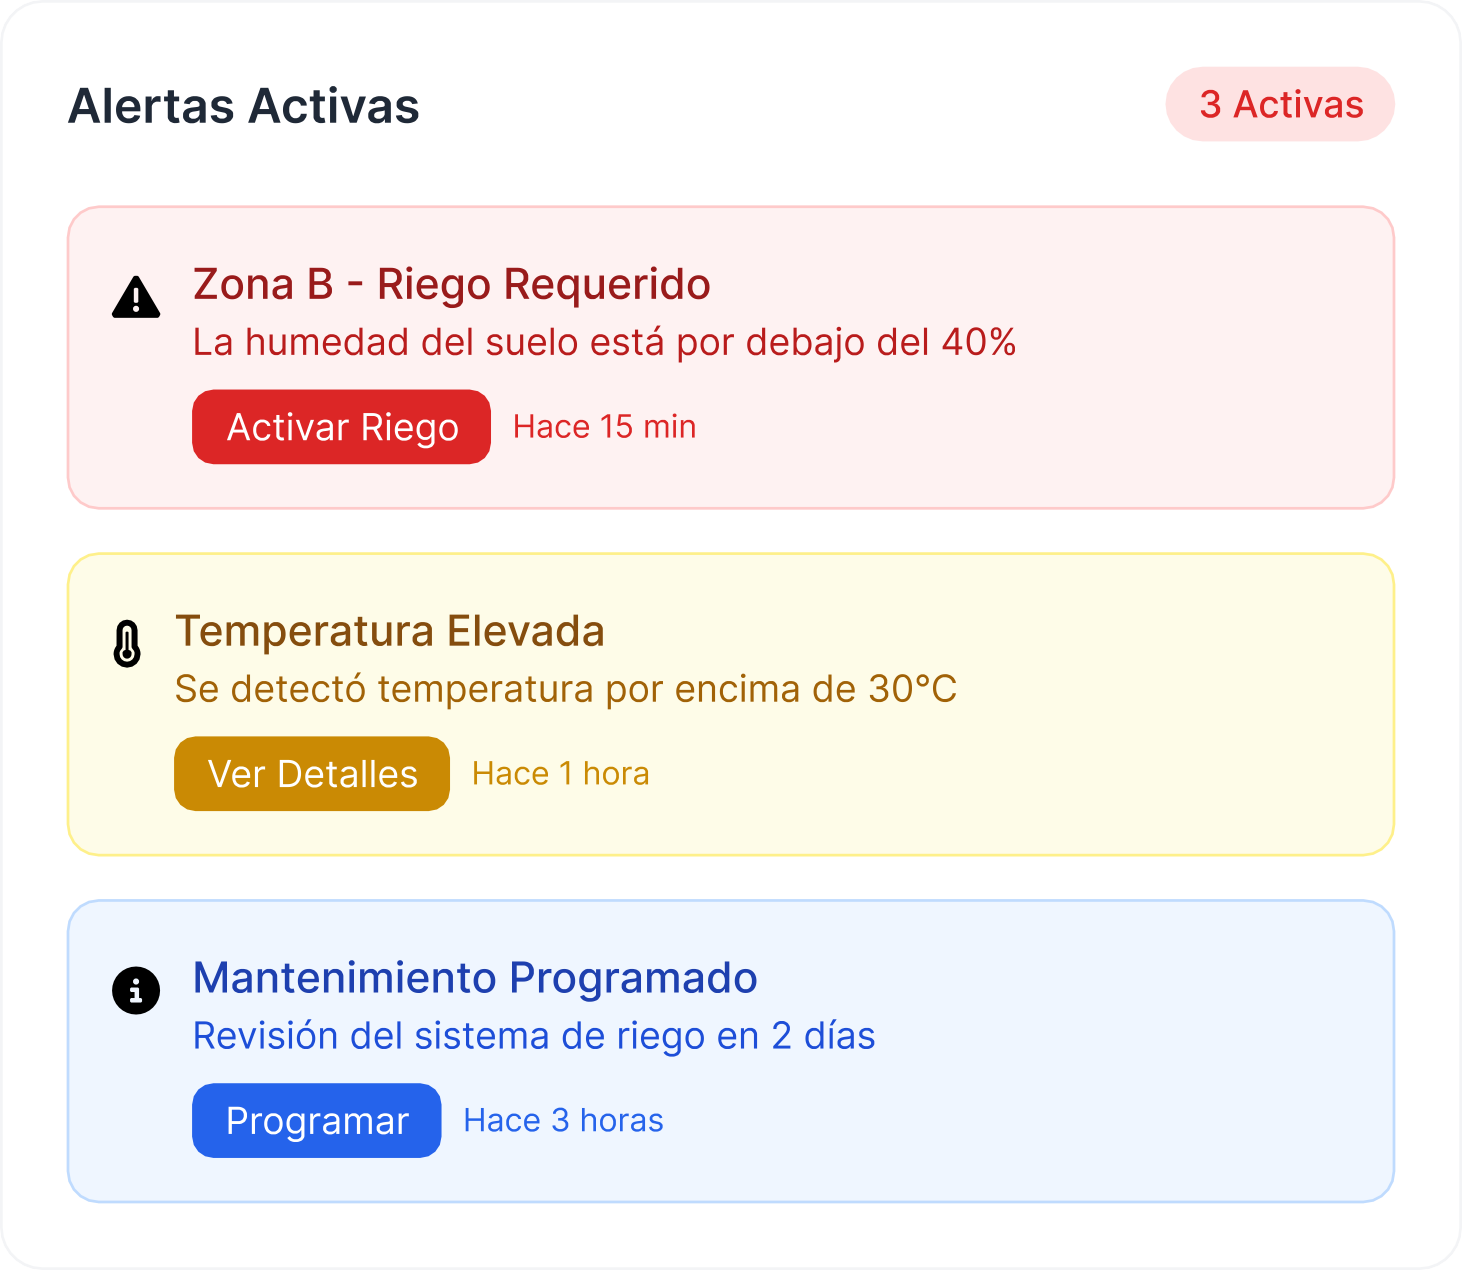 Alertas Activas
3 Activas
Zona B - Riego Requerido
La humedad del suelo está por debajo del 40%
Activar Riego
Hace 15 min
Temperatura Elevada
Se detectó temperatura por encima de 30°C
Ver Detalles
Hace 1 hora
Mantenimiento Programado
Revisión del sistema de riego en 2 días
Programar
Hace 3 horas